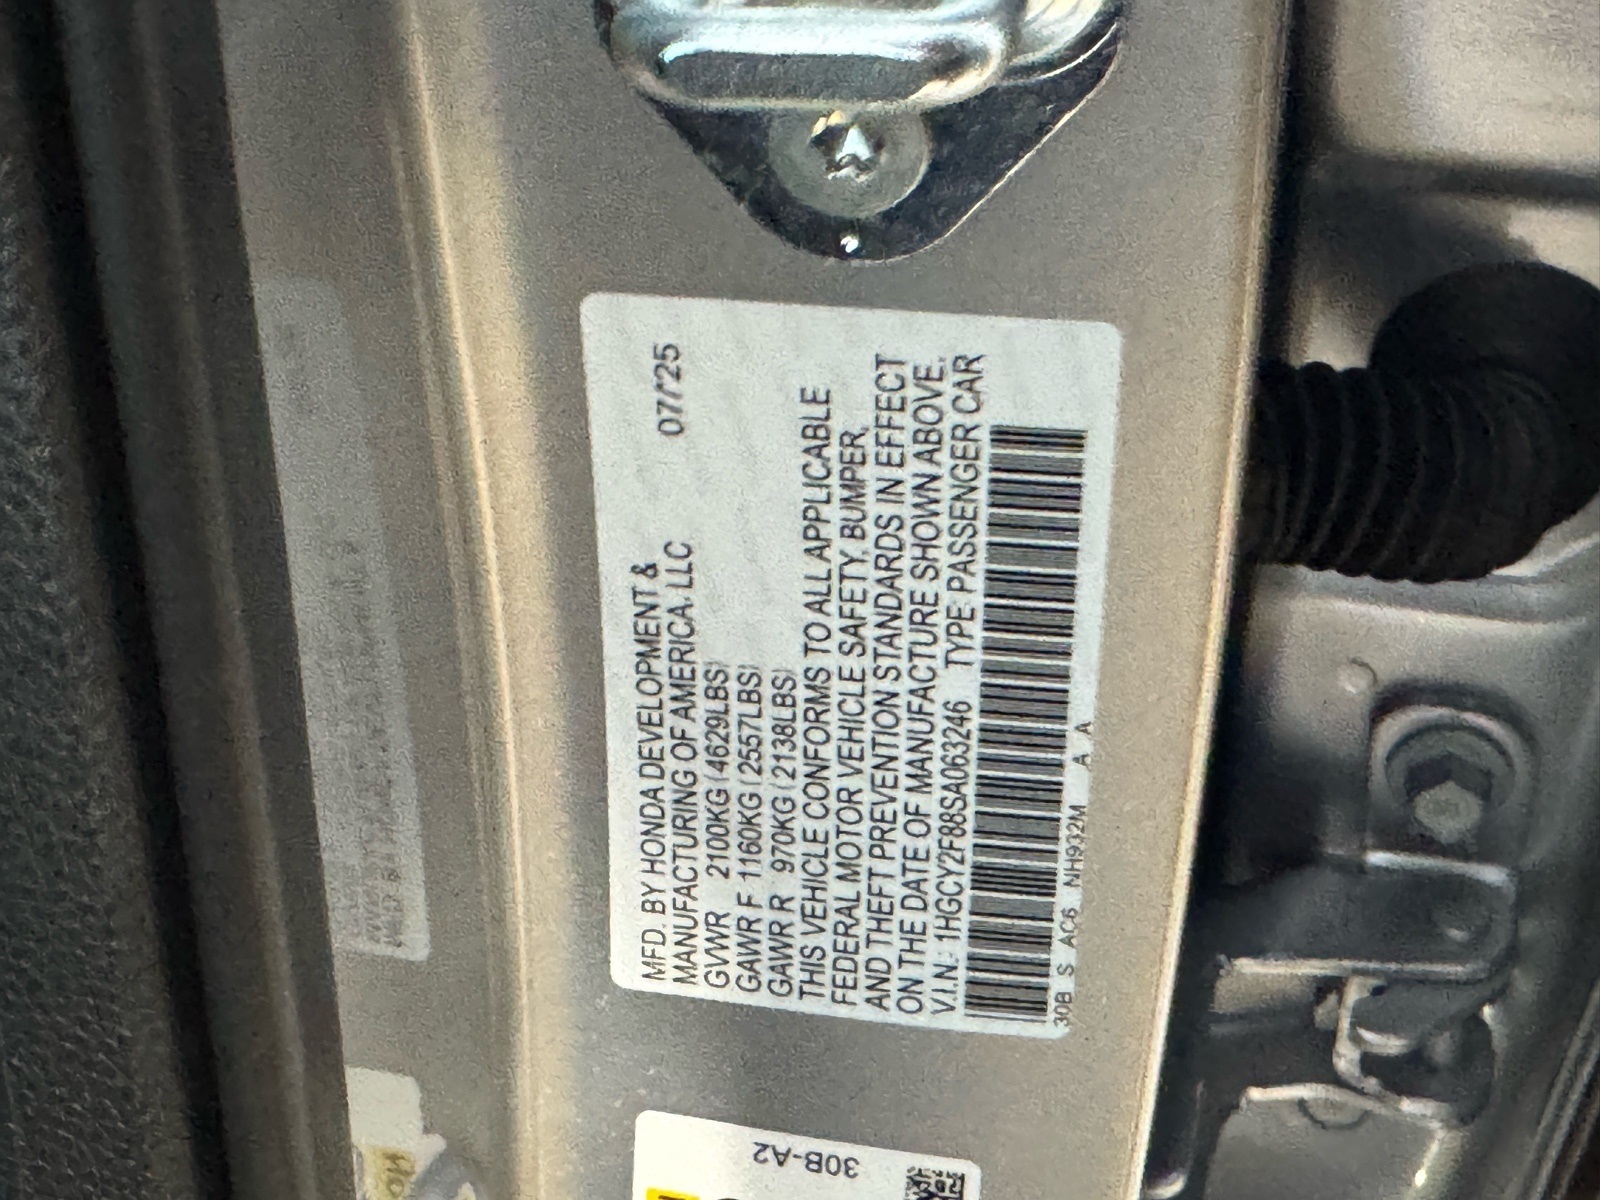 MFD. BY HONDA DEVELOPMENT &
MANUFACTURING OF AMERICA, LLC 07/'25
GVWR 2100KG (4629LBS)
GAWR F 1160KG (2557LBS)
GAWR R 970KG (2138LBS)
THIS VEHICLE CONFORMS TO ALL APPLICABLE
FEDERAL MOTOR VEHICLE SAFETY, BUMPER,
AND THEFT PREVENTION STANDARDS IN EFFECT
ON THE DATE OF MANUFACTURE SHOWN ABOVE.
V.I.N.: 1HGCY2F88SA063246 TYPE: PASSENGER CAR
30B S AC6 NH932M A A
30B-A2